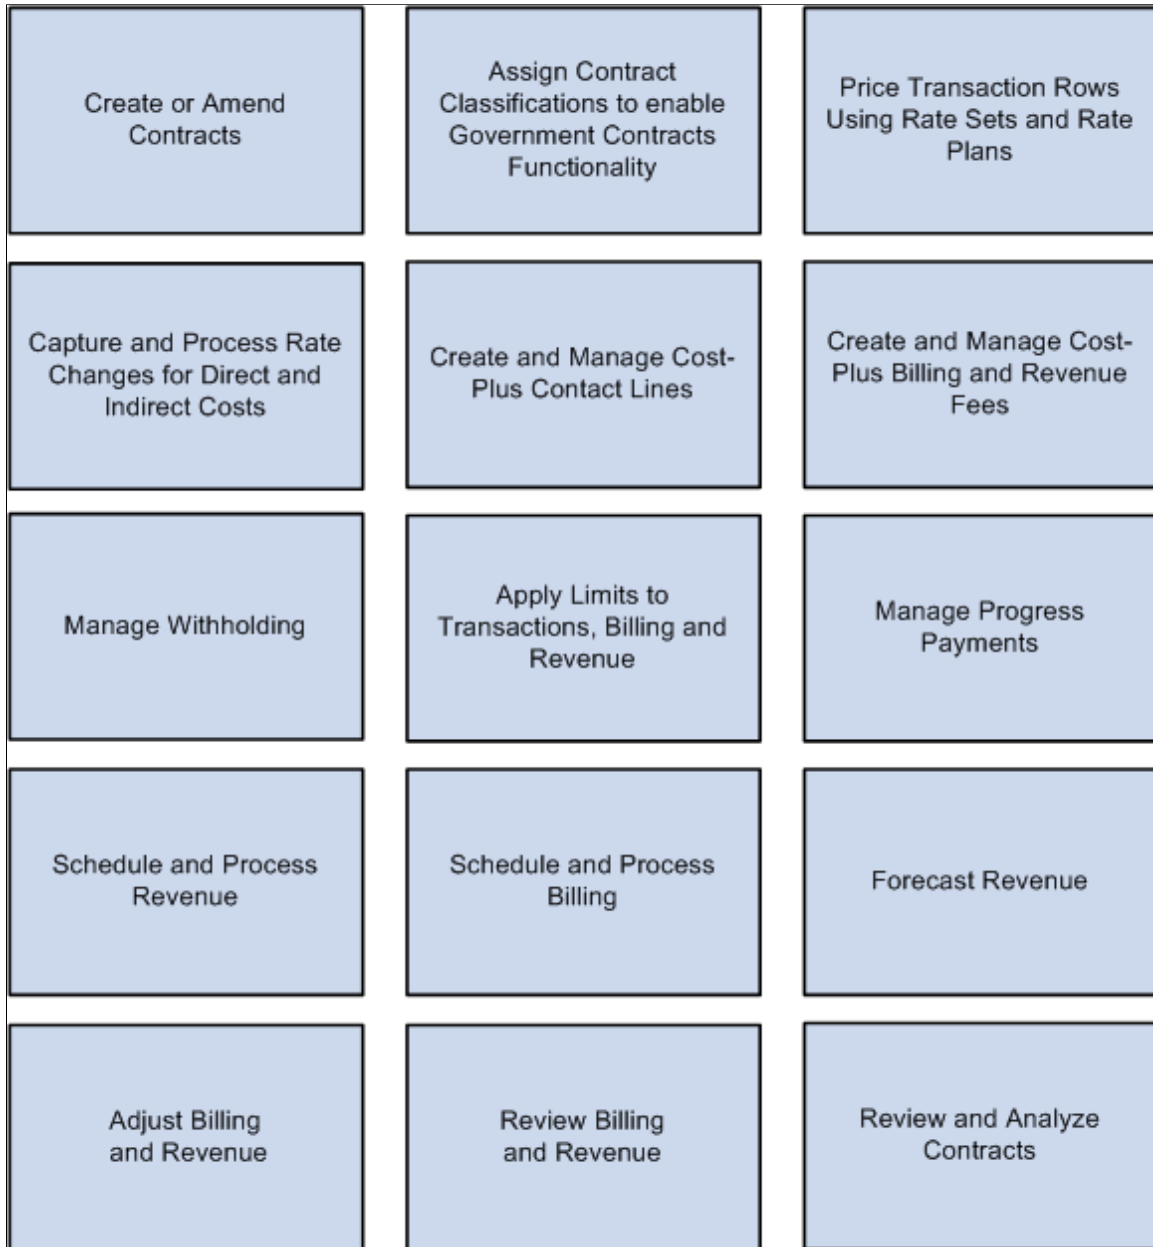 Create or Amend
Contracts
Assign Contract
Classifications to enable
Government Contracts
Functionality
Price Transaction Rows
Using Rate Sets and Rate
Plans
Capture and Process Rate
Changes for Direct and
Indirect Costs
Create and Manage Cost-
Plus Contact Lines
Create and Manage Cost-
Plus Billing and Revenue
Fees
Manage Withholding
Apply Limits to
Transactions, Billing and
Revenue
Manage Progress
Payments
Schedule and Process
Revenue
Schedule and Process
Billing
Forecast Revenue
Adjust Billing
and Revenue
Review Billing
and Revenue
Review and Analyze
Contracts